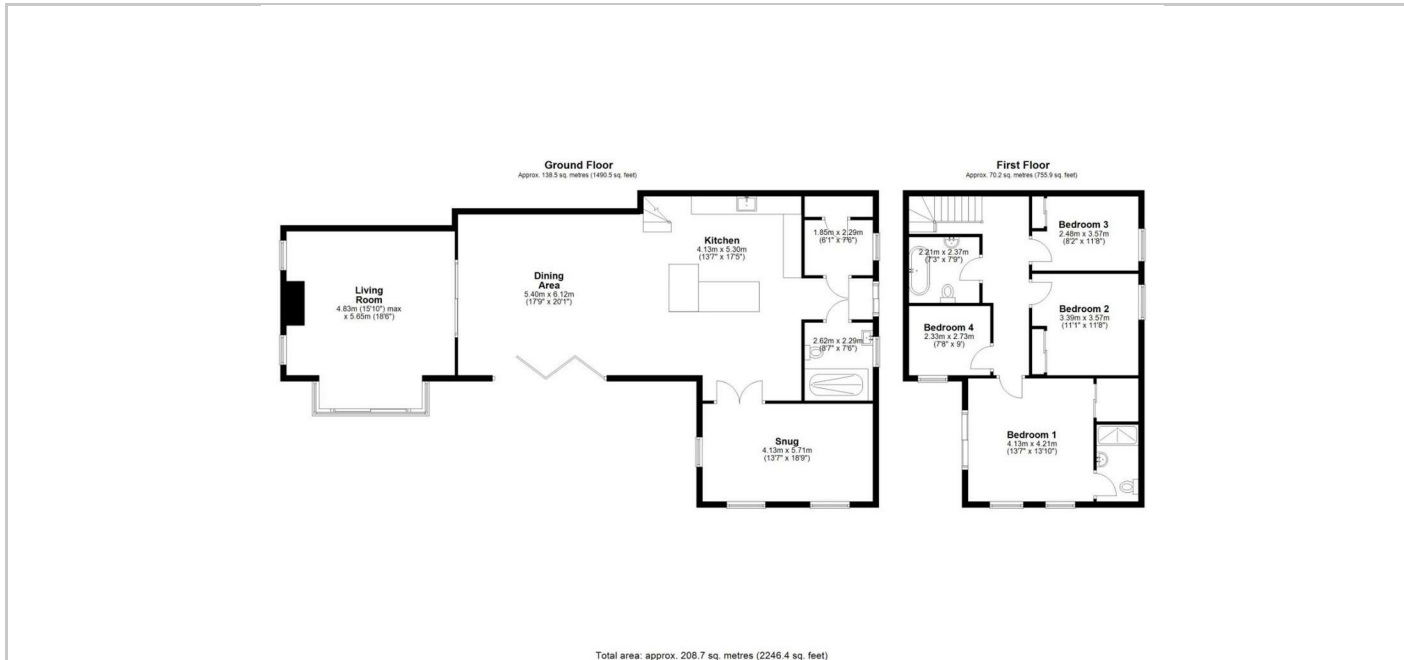 Ground Floor
Approx. 138.5 sq. metres (1490.5 sq. feet)
Kitchen
4.13m x 5.30m
(13'7" x 17'5")
1.85m x 2.29m
(6'1" x 7'6")
Dining
Area
5.40m x 6.12m
(17'9" x 20'1")
Living
Room
4.83m (15'10") max
x 5.65m (18'6")
2.62m x 2.29m
(8'7" x 7'6")
Snug
4.13m x 5.71m
(13'7" x 18'9")
First Floor
Approx. 70.2 sq. metres (755.9 sq. feet)
Bedroom 3
2.48m x 3.57m
(8'2" x 11'8")
2.21m x 2.37m
(7'3" x 7'9")
Bedroom 2
3.39m x 3.57m
(11'1" x 11'8")
Bedroom 4
2.33m x 2.73m
(7'8" x 9')
Bedroom 1
4.13m x 4.21m
(13'7" x 13'10")
Total area: approx. 208.7 sq. metres (2246.4 sq. feet)